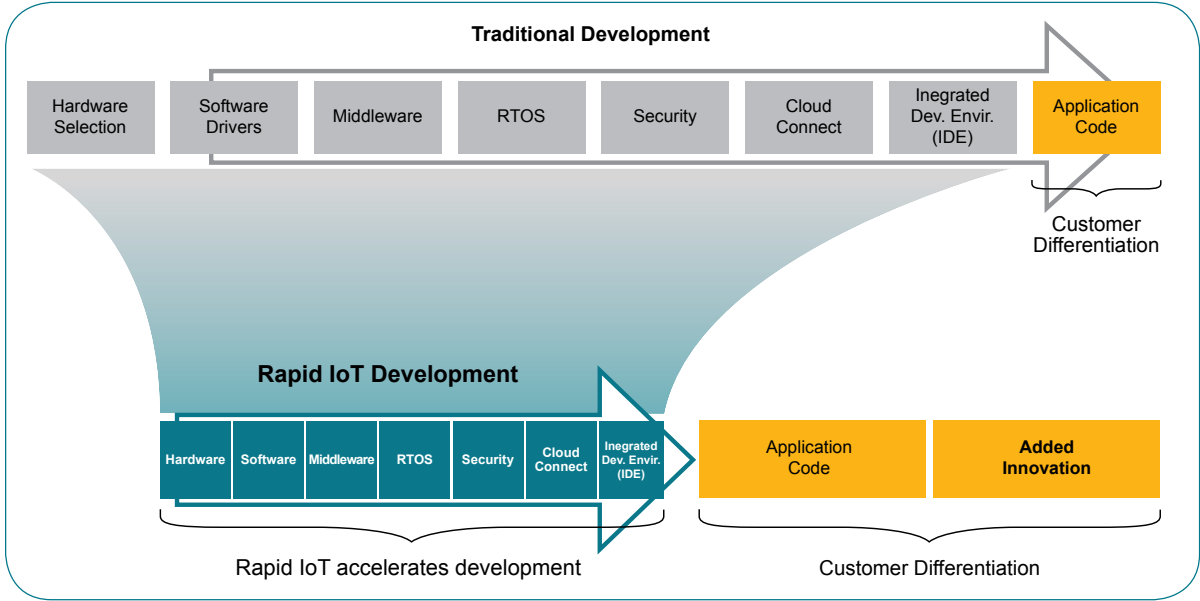 Traditional Development
Hardware
Selection
Software
Drivers
Middleware
RTOS
Security
Cloud
Connect
Inegrated
Dev. Envir.
(IDE)
Application
Code
Customer
Differentiation
Rapid IoT Development
Hardware
Software
Middleware
RTOS
Security
Cloud
Connect
Inegrated
Dev. Envir.
(IDE)
Application
Code
Added
Innovation
Rapid IoT accelerates development
Customer Differentiation